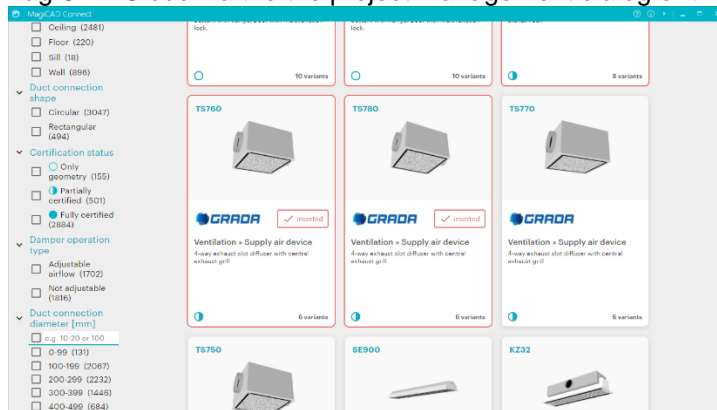 MagiCAD Connect
Ceiling (2481)
Floor (220)
Sill (18)
Wall (896)
Duct connection
shape
Circular (3047)
Rectangular
(494)
Certification status
Only
geometry (155)
Partially
certified (501)
Fully certified
(2884)
Damper operation
type
Adjustable
airflow (1702)
Not adjustable
(1816)
Duct connection
diameter [mm]
e.g. 10-20 or 100
0-99 (131)
100-199 (2067)
200-299 (2232)
300-399 (1446)
400-499 (684)
lock.
10 variants
lock.
10 variants
8 variants
TS760
GRADA
Inserted
Ventilation » Supply air device
4-way exhaust slot diffuser with central
exhaust grill
6 variants
TS780
GRADA
Inserted
Ventilation » Supply air device
4-way exhaust slot diffuser with central
exhaust grill
6 variants
TS770
GRADA
Ventilation » Supply air device
4-way exhaust slot diffuser with central
exhaust grill
6 variants
TS750
SE900
KZ32